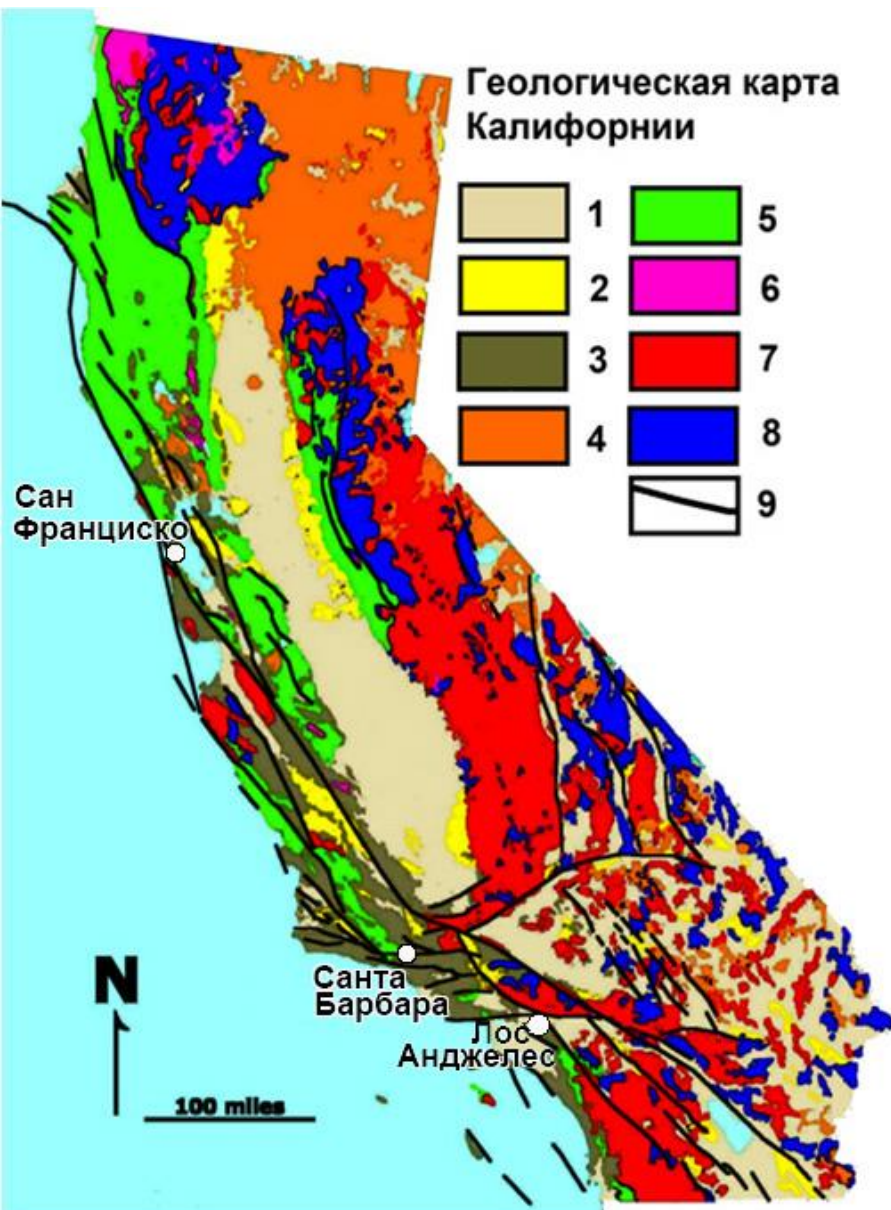 Геологическая карта
Калифорнии
1
5
2
6
3
7
4
8
9
Сан
Франциско
Санта
Барбара
Лос
Анджелес
N
100 miles